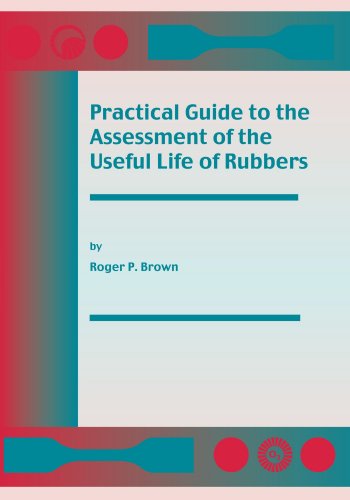 Practical Guide to the
Assessment of the
Useful Life of Rubbers
by
Roger P. Brown